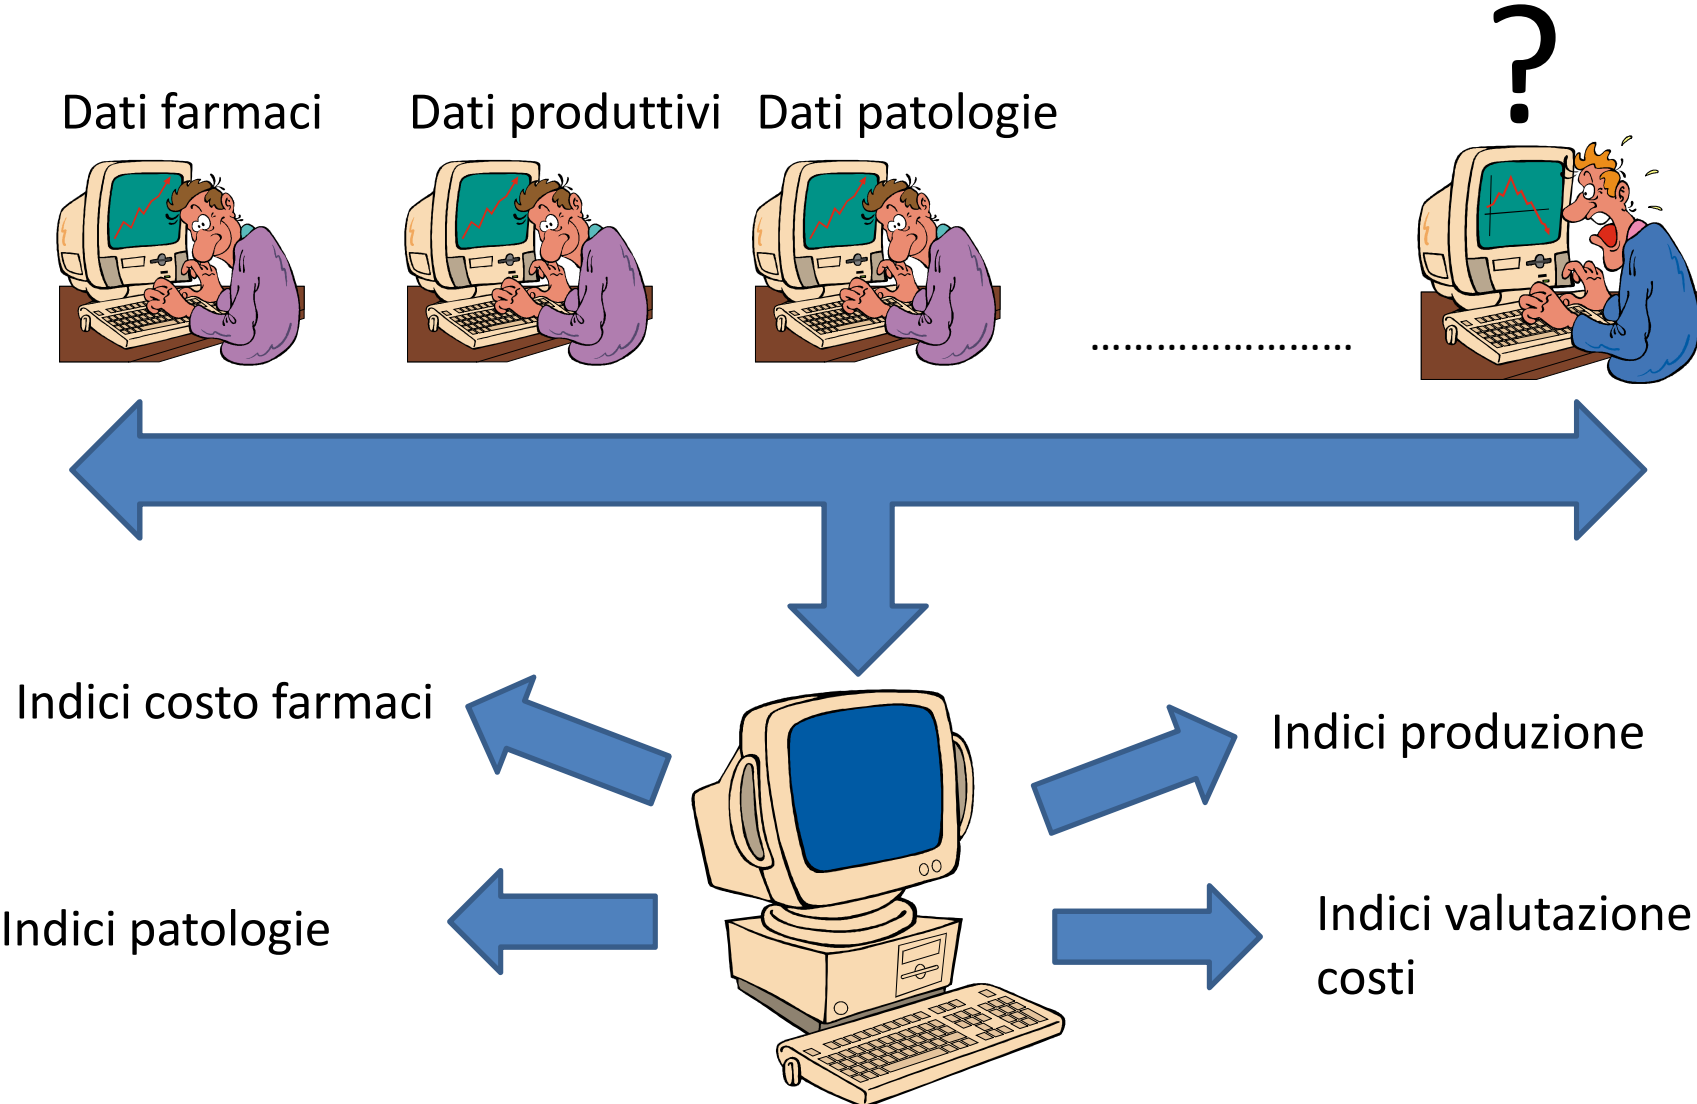 ?
Dati farmaci
Dati produttivi
Dati patologie
........................
Indici costo farmaci
Indici produzione
Indici patologie
Indici valutazione
costi